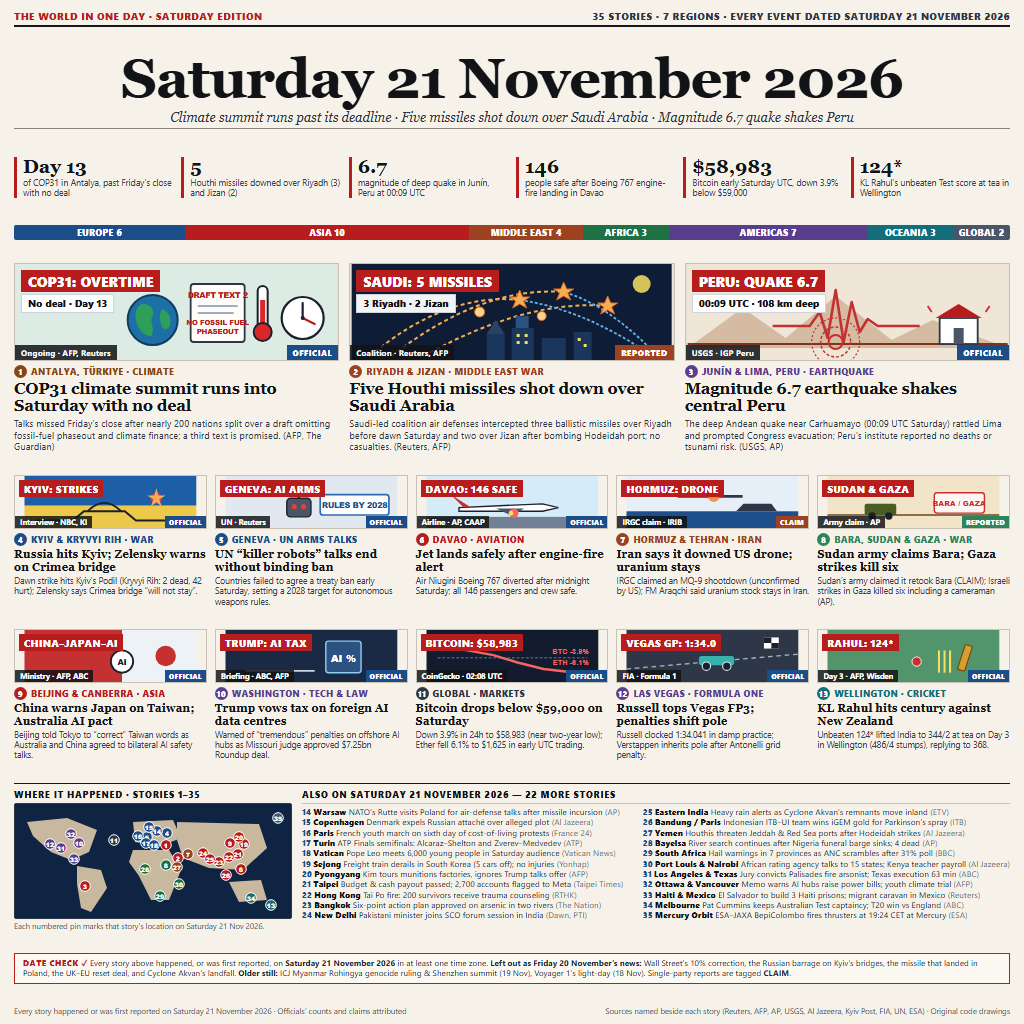 THE WORLD IN ONE DAY · SATURDAY EDITION
35 STORIES · 7 REGIONS · EVERY EVENT DATED SATURDAY 21 NOVEMBER 2026
Saturday 21 November 2026
Climate summit runs past its deadline · Five missiles shot down over Saudi Arabia · Magnitude 6.7 quake shakes Peru
Day 13
of COP31 in Antalya, past Friday's close
with no deal
5
Houthi missiles downed over Riyadh (3)
and Jizan (2)
6.7
magnitude of deep quake in Junín,
Peru at 00:09 UTC
146
people safe after Boeing 767 engine-
fire landing in Davao
$58,983
Bitcoin early Saturday UTC, down 3.9%
below $59,000
124*
KL Rahul's unbeaten Test score at tea in
Wellington
EUROPE 6
ASIA 10
MIDDLE EAST 4
AFRICA 3
AMERICAS 7
OCEANIA 3
GLOBAL 2
COP31: OVERTIME
No deal · Day 13
DRAFT TEXT 2
NO FOSSIL FUEL
PHASEOUT
Ongoing · AFP, Reuters
OFFICIAL
SAUDI: 5 MISSILES
3 Riyadh · 2 Jizan
Coalition · Reuters, AFP
REPORTED
PERU: QUAKE 6.7
00:09 UTC · 108 km deep
USGS · IGP Peru
OFFICIAL
1 ANTALYA, TÜRKIYE · CLIMATE
COP31 climate summit runs into
Saturday with no deal
Talks missed Friday's close after nearly 200 nations split over a draft omitting
fossil-fuel phaseout and climate finance; a third text is promised. (AFP, The
Guardian)
2 RIYADH & JIZAN · MIDDLE EAST WAR
Five Houthi missiles shot down over
Saudi Arabia
Saudi-led coalition air defenses intercepted three ballistic missiles over Riyadh
before dawn Saturday and two over Jizan after bombing Hodeidah port; no
casualties. (Reuters, AFP)
3 JUNÍN & LIMA, PERU · EARTHQUAKE
Magnitude 6.7 earthquake shakes
central Peru
The deep Andean quake near Carhuamayo (00:09 UTC Saturday) rattled Lima
and prompted Congress evacuation; Peru's institute reported no deaths or
tsunami risk. (USGS, AP)
KYIV: STRIKES
Interview · NBC, KI
OFFICIAL
GENEVA: AI ARMS
RULES BY 2028
UN · Reuters
OFFICIAL
DAVAO: 146 SAFE
Airline · AP, CAAP
OFFICIAL
HORMUZ: DRONE
IRGC claim · IRIB
CLAIM
SUDAN & GAZA
BARA / GAZA
Army claim · AP
REPORTED
4 KYIV & KRYVYI RIH · WAR
Russia hits Kyiv; Zelensky warns
on Crimea bridge
Dawn strike hits Kyiv's Podil (Kryvyi Rih: 2 dead, 42
hurt); Zelensky says Crimea bridge “will not stay”.
5 GENEVA · UN ARMS TALKS
UN “killer robots” talks end
without binding ban
Countries failed to agree a treaty ban early
Saturday, setting a 2028 target for autonomous
weapons rules.
6 DAVAO · AVIATION
Jet lands safely after engine-fire
alert
Air Niugini Boeing 767 diverted after midnight
Saturday; all 146 passengers and crew safe.
7 HORMUZ & TEHRAN · IRAN
Iran says it downed US drone;
uranium stays
IRGC claimed an MQ-9 shootdown (unconfirmed
by US); FM Araqchi said uranium stock stays in Iran.
8 BARA, SUDAN & GAZA · WAR
Sudan army claims Bara; Gaza
strikes kill six
Sudan's army claimed it retook Bara (CLAIM); Israeli
strikes in Gaza killed six including a cameraman
(AP).
CHINA–JAPAN–AI
AI
Ministry · AFP, ABC
OFFICIAL
TRUMP: AI TAX
AI %
Briefing · ABC, AFP
OFFICIAL
BITCOIN: $58,983
BTC -3.9%
ETH -6.1%
CoinGecko · 02:08 UTC
OFFICIAL
VEGAS GP: 1:34.0
FIA · Formula 1
OFFICIAL
RAHUL: 124*
Day 3 · AFP, Wisden
OFFICIAL
9 BEIJING & CANBERRA · ASIA
China warns Japan on Taiwan;
Australia AI pact
Beijing told Tokyo to “correct” Taiwan words as
Australia and China agreed to bilateral AI safety
talks.
10 WASHINGTON · TECH & LAW
Trump vows tax on foreign AI
data centres
Warned of “tremendous” penalties on offshore AI
hubs as Missouri judge approved $7.25bn
Roundup deal.
11 GLOBAL · MARKETS
Bitcoin drops below $59,000 on
Saturday
Down 3.9% in 24h to $58,983 (near two-year low);
Ether fell 6.1% to $1,625 in early UTC trading.
12 LAS VEGAS · FORMULA ONE
Russell tops Vegas FP3;
penalties shift pole
Russell clocked 1:34.041 in damp practice;
Verstappen inherits pole after Antonelli grid
penalty.
13 WELLINGTON · CRICKET
KL Rahul hits century against
New Zealand
Unbeaten 124* lifted India to 344/2 at tea on Day 3
in Wellington (486/4 stumps), replying to 368.
WHERE IT HAPPENED · STORIES 1–35
Each numbered pin marks that story's location on Saturday 21 Nov 2026.
ALSO ON SATURDAY 21 NOVEMBER 2026 — 22 MORE STORIES
14 Warsaw NATO's Rutte visits Poland for air-defense talks after missile incursion (AP)
15 Copenhagen Denmark expels Russian attaché over alleged plot (Al Jazeera)
16 Paris French youth march on sixth day of cost-of-living protests (France 24)
17 Turin ATP Finals semifinals: Alcaraz–Shelton and Zverev–Medvedev (ATP)
18 Vatican Pope Leo meets 6,000 young people in Saturday audience (Vatican News)
19 Sejong Freight train derails in South Korea (5 cars off); no injuries (Yonhap)
20 Pyongyang Kim tours munitions factories, ignores Trump talks offer (AFP)
21 Taipei Budget & cash payout passed; 2,700 accounts flagged to Meta (Taipei Times)
22 Hong Kong Tai Po fire: 200 survivors receive trauma counseling (RTHK)
23 Bangkok Six-point action plan approved on arsenic in two rivers (The Nation)
24 New Delhi Pakistani minister joins SCO forum session in India (Dawn, PTI)
25 Eastern India Heavy rain alerts as Cyclone Akvan's remnants move inland (ETV)
26 Bandung / Paris Indonesian ITB–UI team wins iGEM gold for Parkinson's spray (ITB)
27 Yemen Houthis threaten Jeddah & Red Sea ports after Hodeidah strikes (Al Jazeera)
28 Bayelsa River search continues after Nigeria funeral barge sinks; 4 dead (AP)
29 South Africa Hail warnings in 7 provinces as ANC scrambles after 31% poll (BBC)
30 Port Louis & Nairobi African rating agency talks to 15 states; Kenya teacher payroll (Al Jazeera)
31 Los Angeles & Texas Jury convicts Palisades fire arsonist; Texas execution 63 min (ABC)
32 Ottawa & Vancouver Memo warns AI hubs raise power bills; youth climate trial (AFP)
33 Haiti & Mexico El Salvador to build 3 Haiti prisons; migrant caravan in Mexico (Reuters)
34 Melbourne Pat Cummins keeps Australian Test captaincy; T20 win vs England (ABC)
35 Mercury Orbit ESA–JAXA BepiColombo fires thrusters at 19:24 CET at Mercury (ESA)
DATE CHECK ✓ Every story above happened, or was first reported, on Saturday 21 November 2026 in at least one time zone. Left out as Friday 20 November's news: Wall Street's 10% correction, the Russian barrage on Kyiv's bridges, the missile that landed in
Poland, the UK–EU reset deal, and Cyclone Akvan's landfall. Older still: ICJ Myanmar Rohingya genocide ruling & Shenzhen summit (19 Nov), Voyager 1's light-day (18 Nov). Single-party reports are tagged CLAIM.
Every story happened or was first reported on Saturday 21 November 2026 · Officials' counts and claims attributed
Sources named beside each story (Reuters, AFP, AP, USGS, Al Jazeera, Kyiv Post, FIA, UN, ESA) · Original code drawings